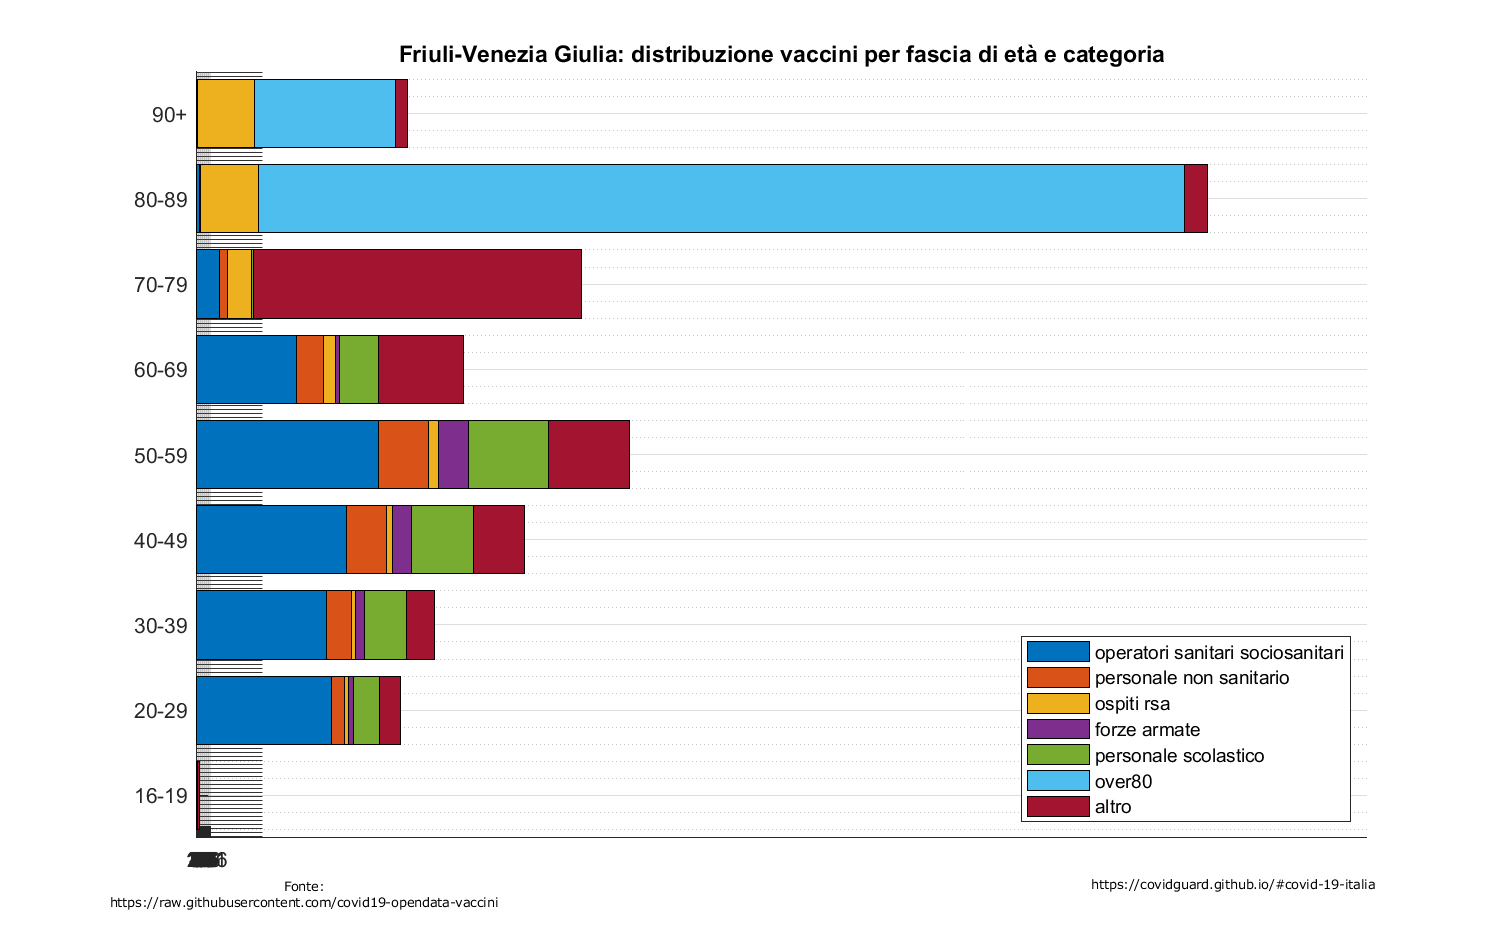 Friuli-Venezia Giulia: distribuzione vaccini per fascia di età e categoria
90+
80-89
70-79
60-69
50-59
40-49
30-39
20-29
16-19
operatori sanitari sociosanitari
personale non sanitario
ospiti rsa
forze armate
personale scolastico
over80
altro
Fonte:
https://raw.githubusercontent.com/covid19-opendata-vaccini
https://covidguard.github.io/#covid-19-italia